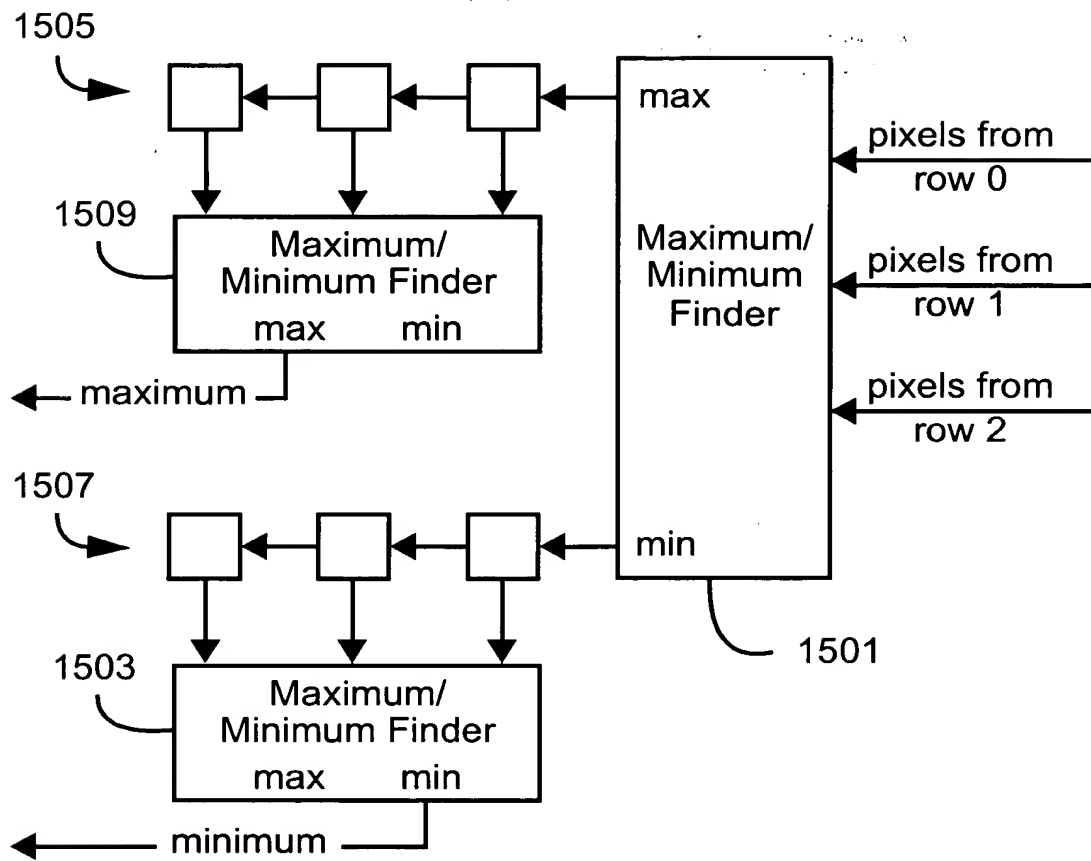 1505
max
pixels from
row 0
1509
Maximum/
Minimum Finder
max min
Maximum/
Minimum
Finder
pixels from
row 1
maximum
pixels from
row 2
1507
min
1503
Maximum/
Minimum Finder
max min
1501
minimum